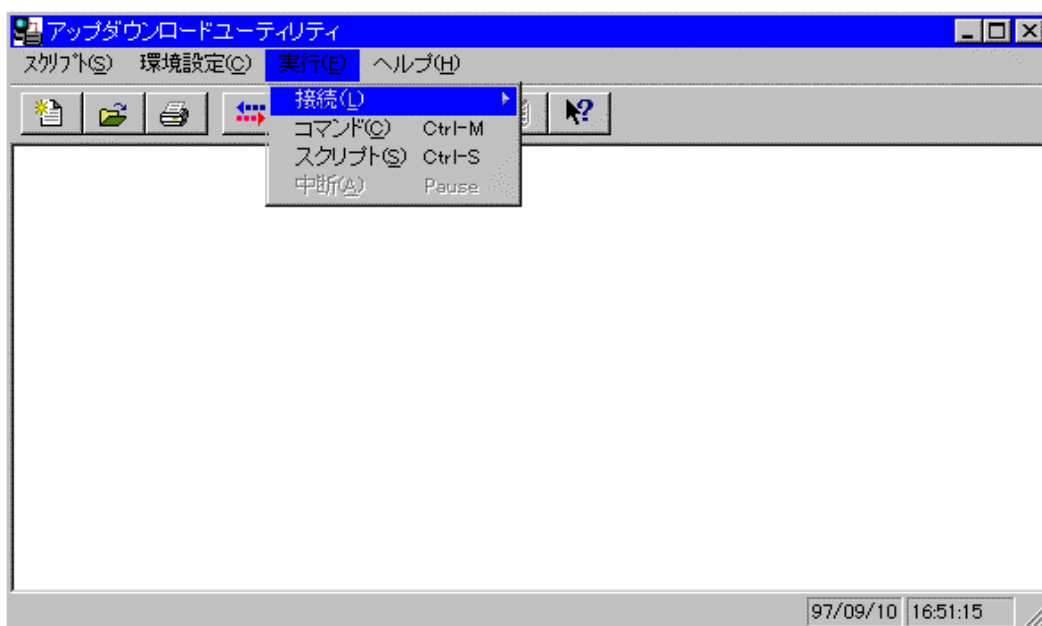 アップダウンロードユーティリティ
ｽｸﾘﾌﾟﾄ(S) 環境設定(C) 実行(E) ヘルプ(H)
接続(L)
コマンド(C) Ctrl-M
スクリプト(S) Ctrl-S
中断(A) Pause
97/09/10 16:51:15